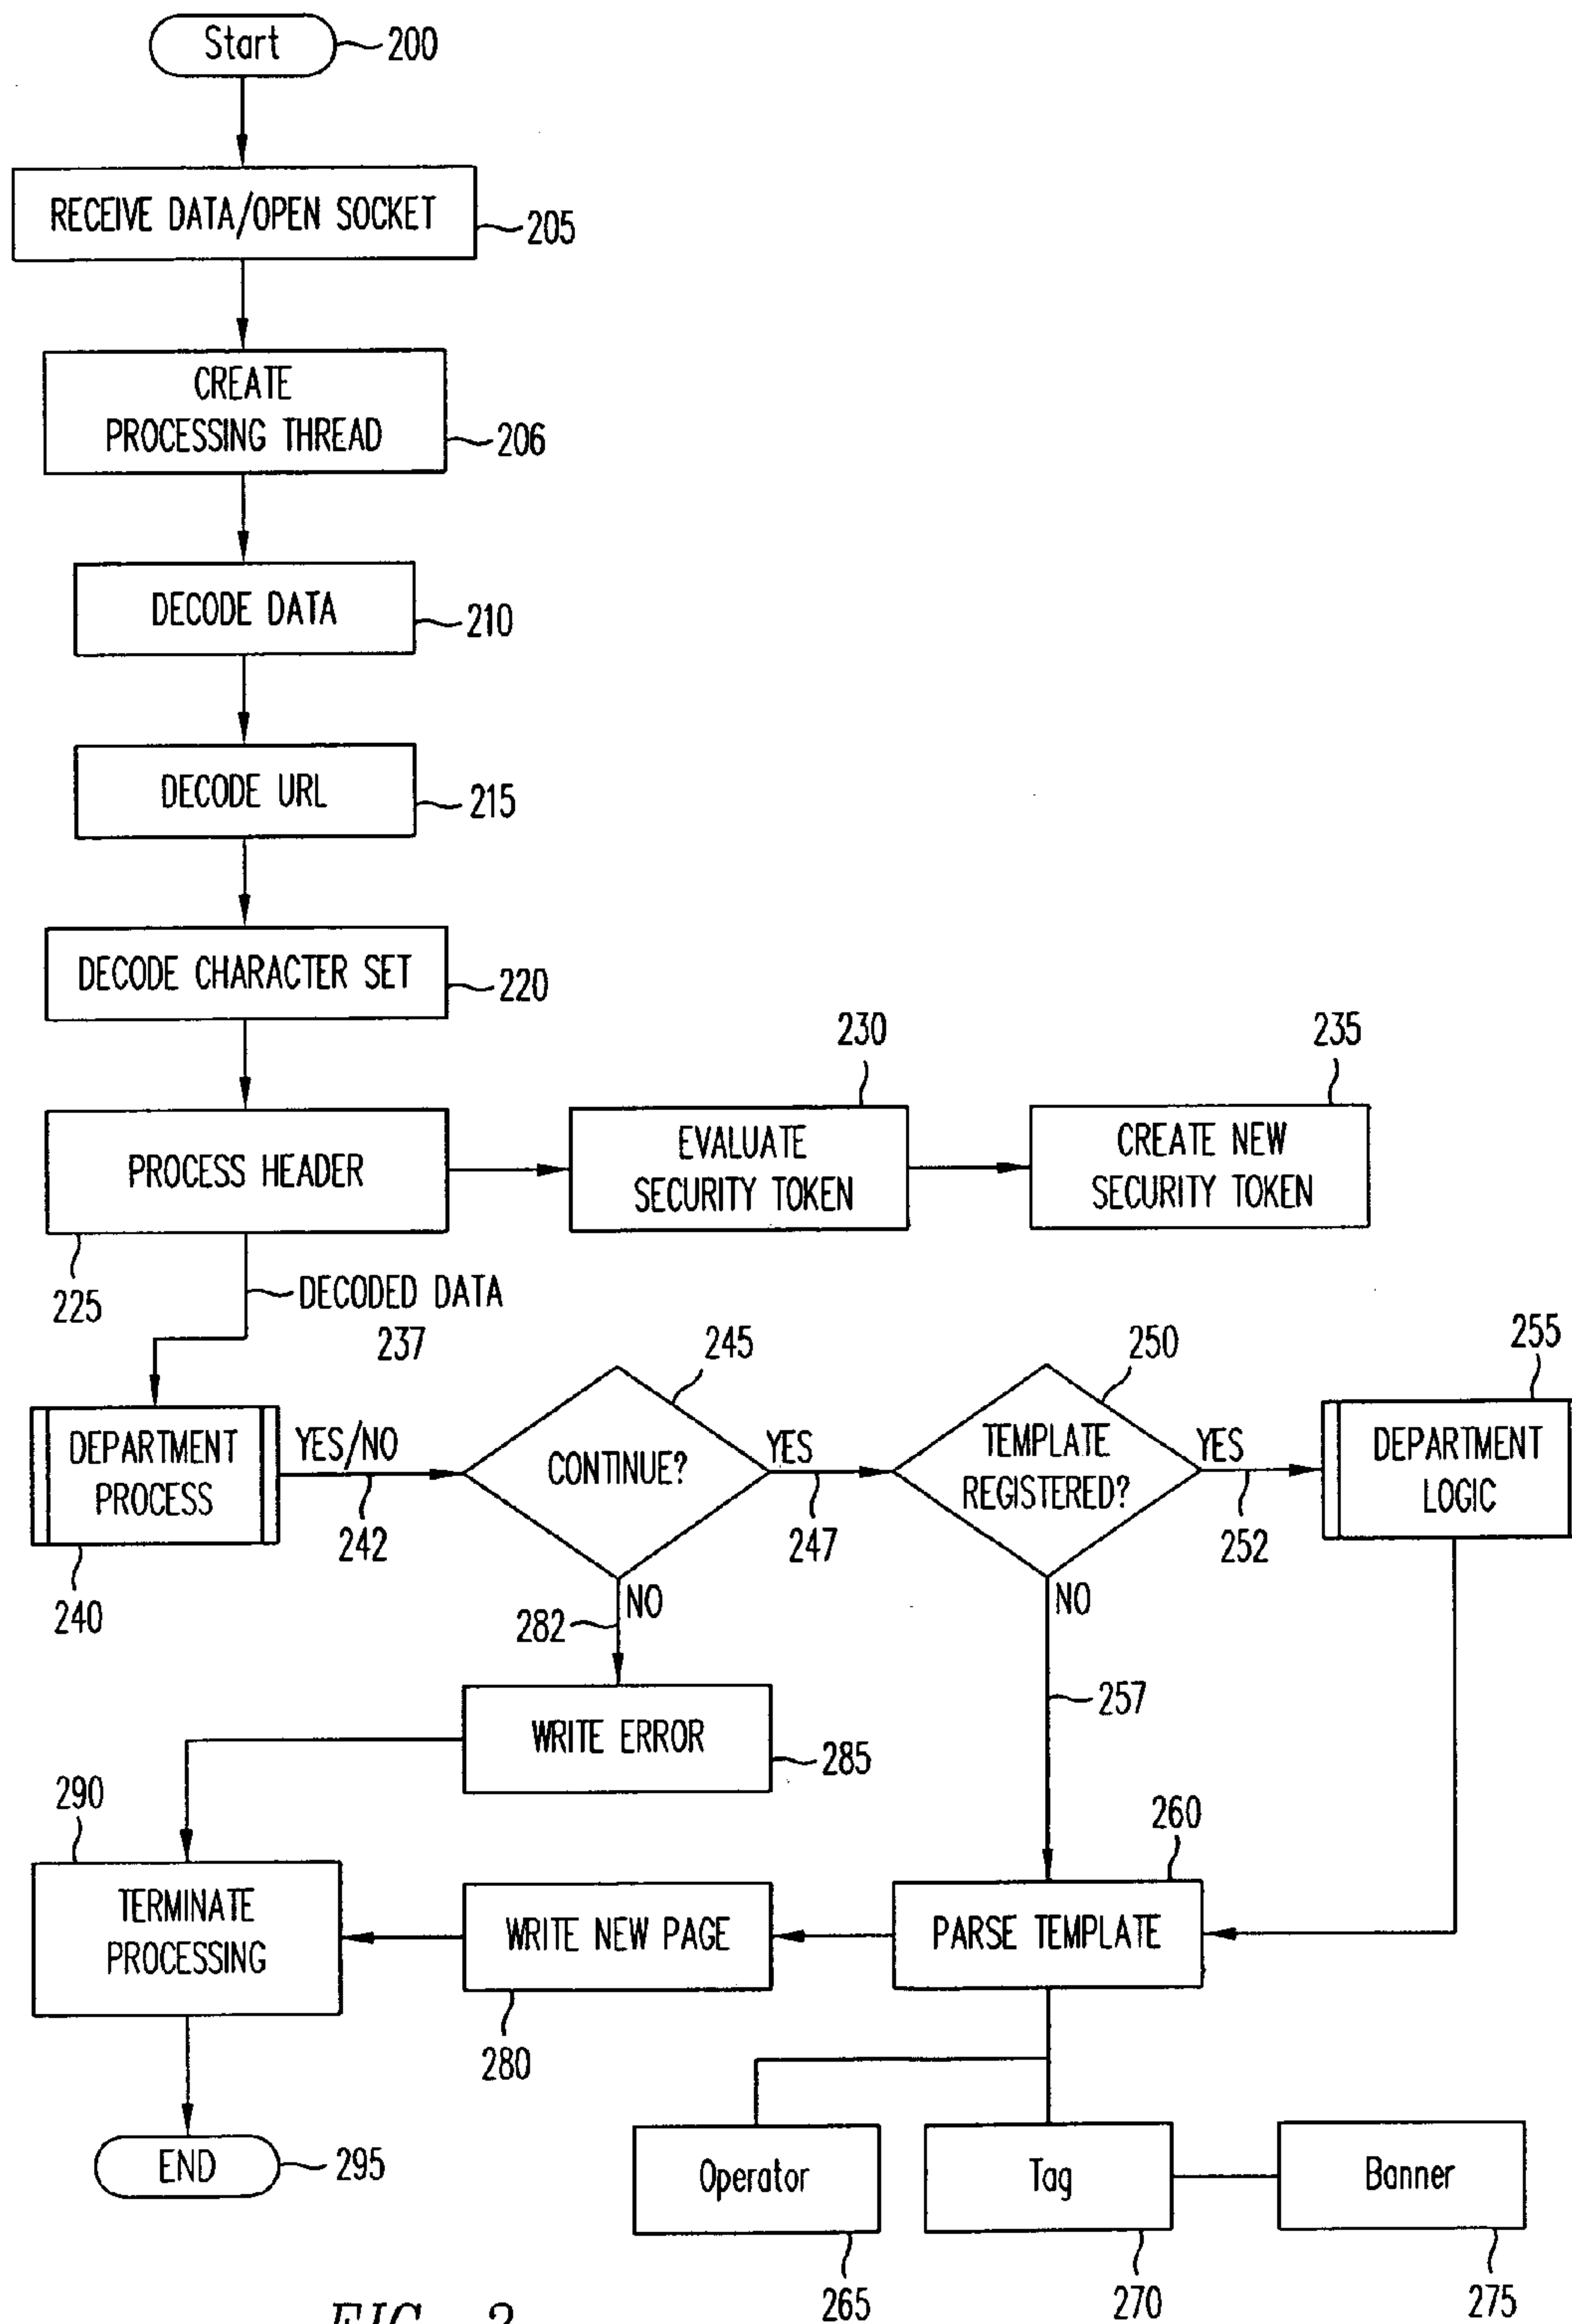 Start
200
RECEIVE DATA/OPEN SOCKET
205
CREATE
PROCESSING THREAD
206
DECODE DATA
210
DECODE URL
215
DECODE CHARACTER SET
220
230
235
PROCESS HEADER
225
EVALUATE
SECURITY TOKEN
CREATE NEW
SECURITY TOKEN
DECODED DATA
237
245
250
255
DEPARTMENT
PROCESS
240
YES/NO
242
CONTINUE?
YES
247
TEMPLATE
REGISTERED?
YES
252
DEPARTMENT
LOGIC
NO
282
NO
257
WRITE ERROR
285
290
260
TERMINATE
PROCESSING
WRITE NEW PAGE
280
PARSE TEMPLATE
END
295
Operator
265
Tag
270
Banner
275